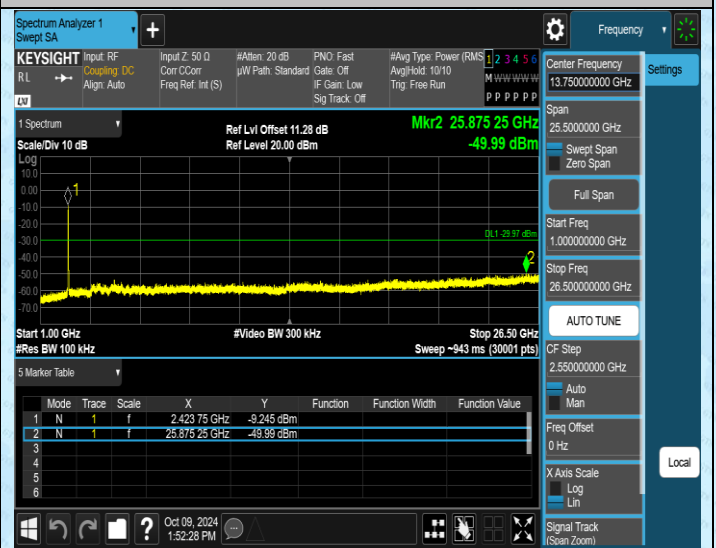 Spectrum Analyzer 1
Swept SA
+
Frequency
KEYSIGHT
RL
LXI
Input: RF
Coupling: DC
Align: Auto
Input Z: 50 Ω
Corr CCorr
Freq Ref: Int (S)
#Atten: 20 dB
µW Path: Standard
PNO: Fast
Gate: Off
IF Gain: Low
Sig Track: Off
#Avg Type: Power (RMS
Avg|Hold: 10/10
Trig: Free Run
1 2 3 4 5 6
M W W W W W
P P P P P P
Center Frequency
13.750000000 GHz
Settings
Span
25.5000000 GHz
Swept Span
Zero Span
Full Span
Start Freq
1.000000000 GHz
Stop Freq
26.500000000 GHz
AUTO TUNE
CF Step
2.550000000 GHz
Auto
Man
Freq Offset
0 Hz
X Axis Scale
Log
Lin
Signal Track
(Span Zoom)
Local
1 Spectrum
Scale/Div 10 dB
Ref Lvl Offset 11.28 dB
Ref Level 20.00 dBm
Mkr2 25.875 25 GHz
-49.99 dBm
Log
10.0
0.00
-10.0
-20.0
-30.0
-40.0
-50.0
-60.0
-70.0
1
DL1 -29.97 dBm
2
Start 1.00 GHz
#Res BW 100 kHz
#Video BW 300 kHz
Stop 26.50 GHz
Sweep ~943 ms (30001 pts)
5 Marker Table
Mode Trace Scale X Y Function Function Width Function Value
1 N 1 f 2.423 75 GHz -9.245 dBm
2 N 1 f 25.875 25 GHz -49.99 dBm
3
4
5
6
?
Oct 09, 2024
1:52:28 PM